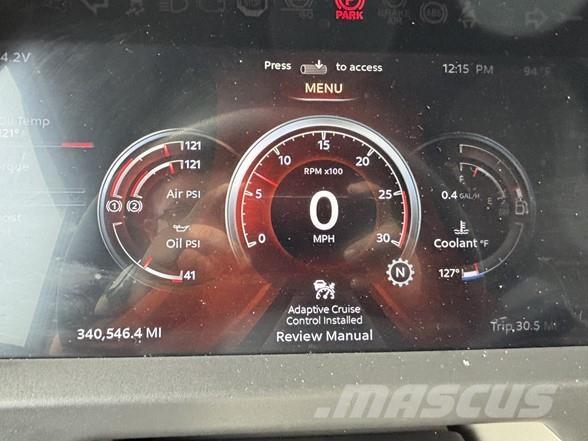 PARK
4.2V
Press to access
MENU
12:15 PM
94°F
Oil Temp
121°
121
121
Air PSI
1 2
Oil PSI
41
0 5 10 15 20 25 30
RPM x100
0
MPH
N
F
E
0.4 GAL/H
Coolant °F
127°
Adaptive Cruise
Control Installed
Review Manual
340,546.4 MI
Trip 30.5 MI
MASCUS